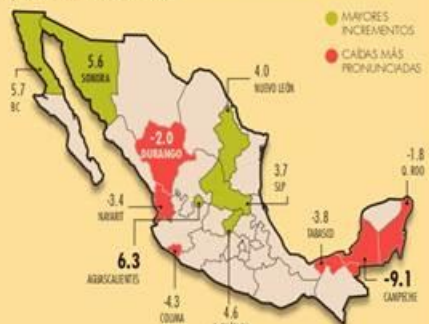 MAYORES
INCREMENTOS
CAÍDAS MÁS
PRONUNCIADAS
5.7
BC
5.6
SONORA
4.0
NUEVO LEÓN
-2.0
DURANGO
3.7
SLP
-1.8
Q. ROO
-3.4
NAYARIT
-3.8
TABASCO
6.3
AGUASCALIENTES
-9.1
CAMPECHE
-4.3
COLIMA
4.6